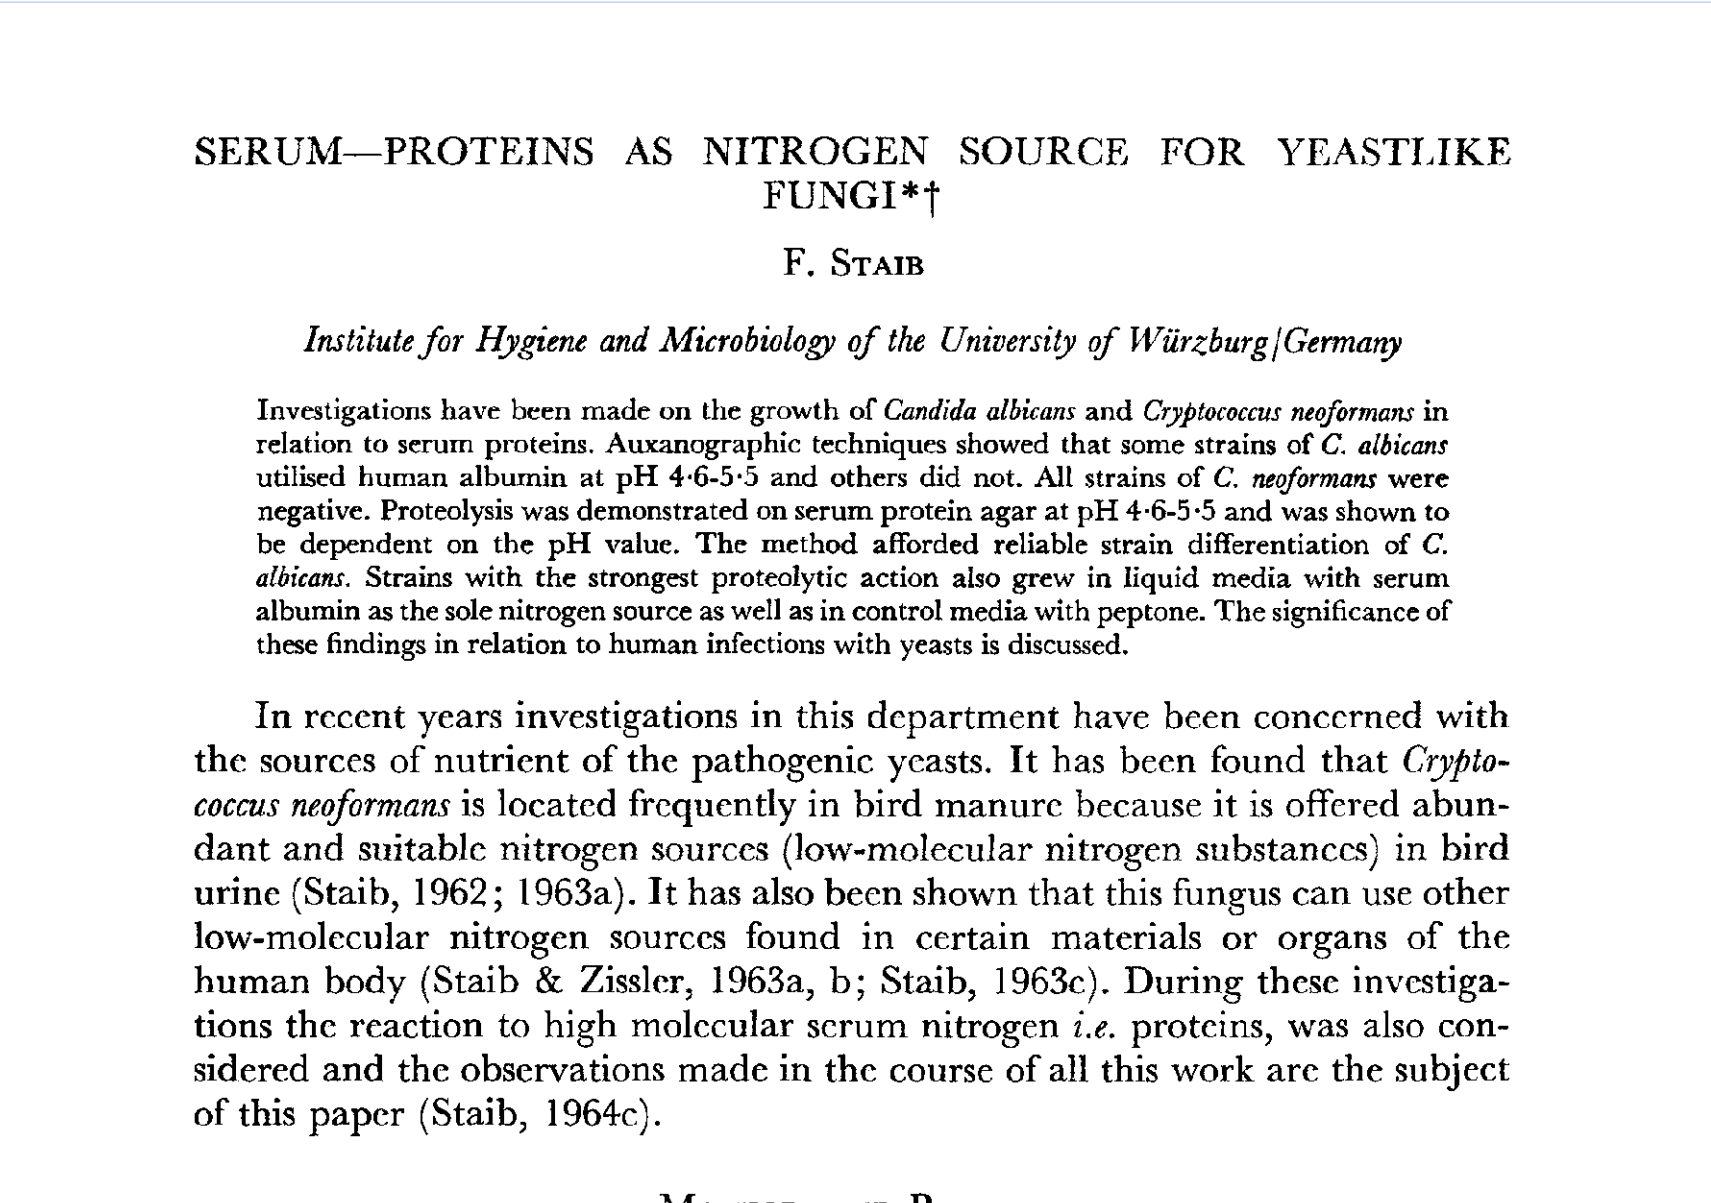 SERUM—PROTEINS AS NITROGEN SOURCE FOR YEASTLIKE
FUNGI*†
F. STAIB
Institute for Hygiene and Microbiology of the University of Würzburg/Germany
Investigations have been made on the growth of Candida albicans and Cryptococcus neoformans in
relation to serum proteins. Auxanographic techniques showed that some strains of C. albicans
utilised human albumin at pH 4·6-5·5 and others did not. All strains of C. neoformans were
negative. Proteolysis was demonstrated on serum protein agar at pH 4·6-5·5 and was shown to
be dependent on the pH value. The method afforded reliable strain differentiation of C.
albicans. Strains with the strongest proteolytic action also grew in liquid media with serum
albumin as the sole nitrogen source as well as in control media with peptone. The significance of
these findings in relation to human infections with yeasts is discussed.
In recent years investigations in this department have been concerned with
the sources of nutrient of the pathogenic yeasts. It has been found that Crypto-
coccus neoformans is located frequently in bird manure because it is offered abun-
dant and suitable nitrogen sources (low-molecular nitrogen substances) in bird
urine (Staib, 1962; 1963a). It has also been shown that this fungus can use other
low-molecular nitrogen sources found in certain materials or organs of the
human body (Staib & Zissler, 1963a, b; Staib, 1963c). During these investiga-
tions the reaction to high molecular serum nitrogen i.e. proteins, was also con-
sidered and the observations made in the course of all this work are the subject
of this paper (Staib, 1964c).